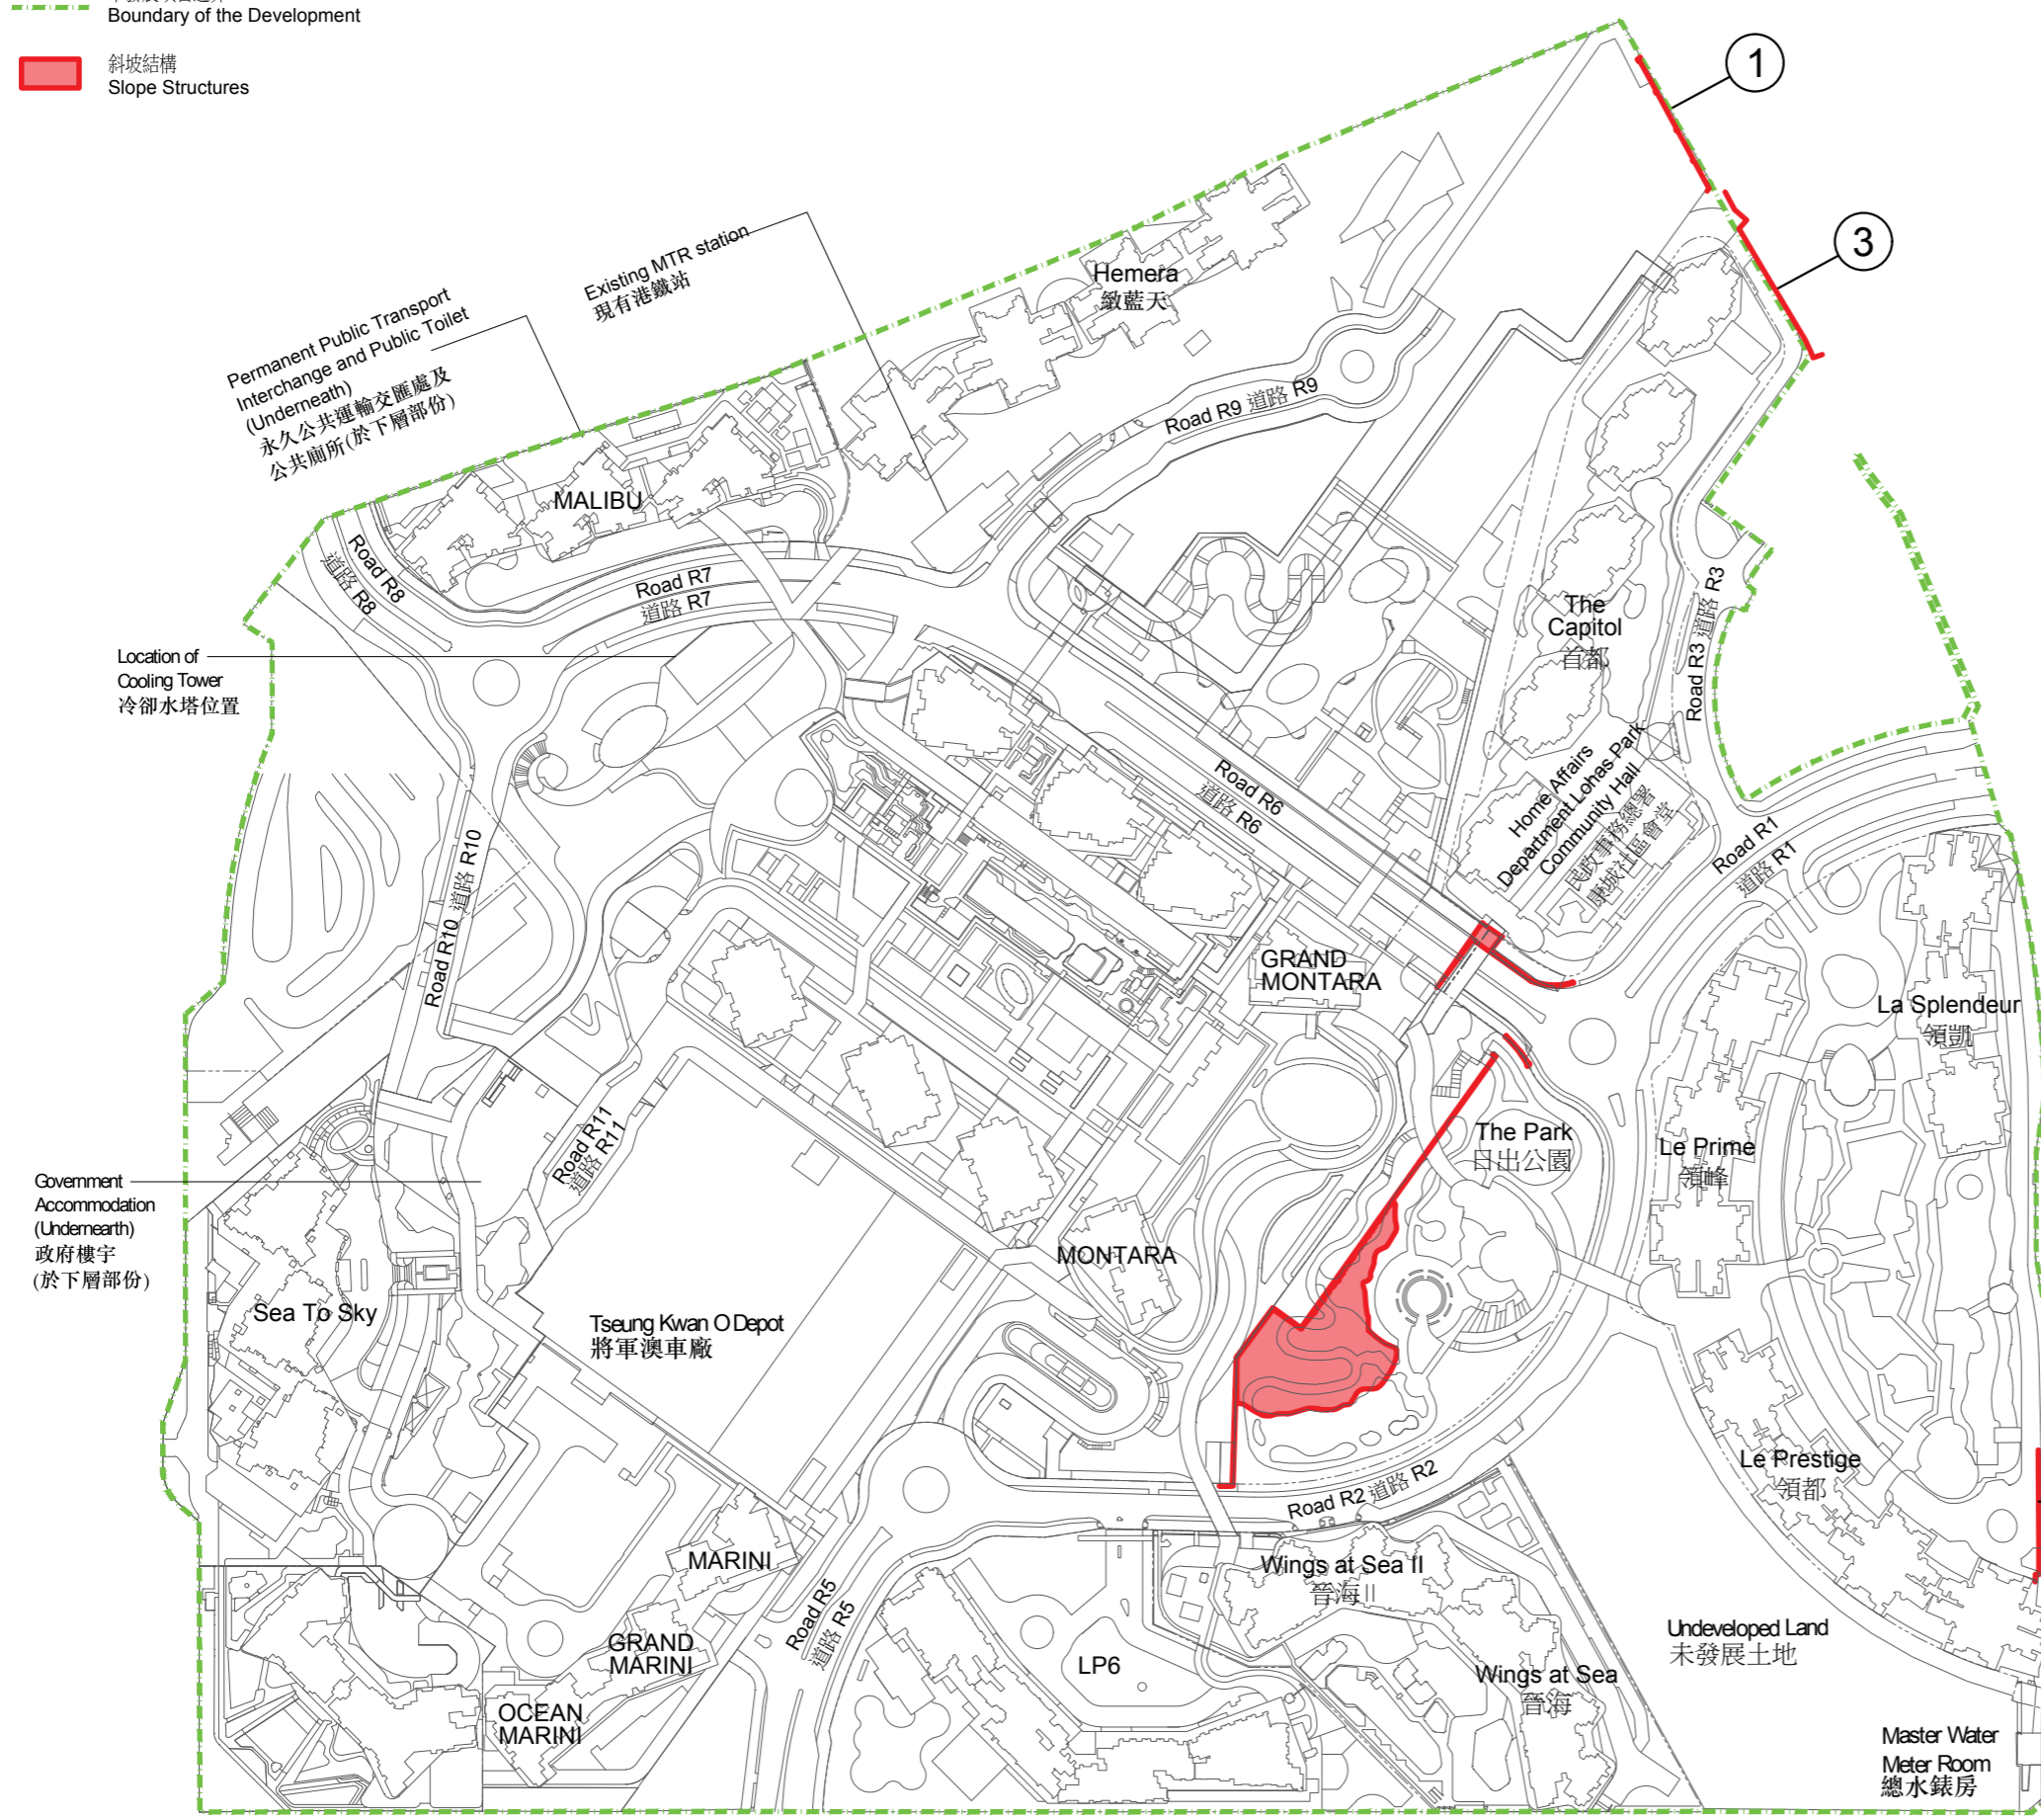 Boundary of the Development
斜坡結構
Slope Structures
1
3
Existing MTR station
現有港鐵站
Permanent Public Transport
Interchange and Public Toilet
(Underneath)
永久公共運輸交匯處及
公共廁所(於下層部份)
Hemera
緻藍天
Road R9 道路 R9
MALIBU
Road R8
道路 R8
Road R7
道路 R7
The
Capitol
首都
Road R3 道路 R3
Location of
Cooling Tower
冷卻水塔位置
Road R6
道路 R6
Home Affairs
Department Lohas Park
Community Hall
民政事務總署
康城社區會堂
Road R1
道路 R1
Road R10 道路 R10
GRAND
MONTARA
La Splendeur
領凱
Road R11
道路 R11
The Park
日出公園
Le Prime
領峰
Government
Accommodation
(Undernearth)
政府樓宇
(於下層部份)
MONTARA
Sea To Sky
Tseung Kwan O Depot
將軍澳車廠
Le Prestige
領都
Road R2 道路 R2
MARINI
Wings at Sea II
晉海 II
Road R5
道路 R5
GRAND
MARINI
LP6
Undeveloped Land
未發展土地
Wings at Sea
晉海
OCEAN
MARINI
Master Water
Meter Room
總水錶房